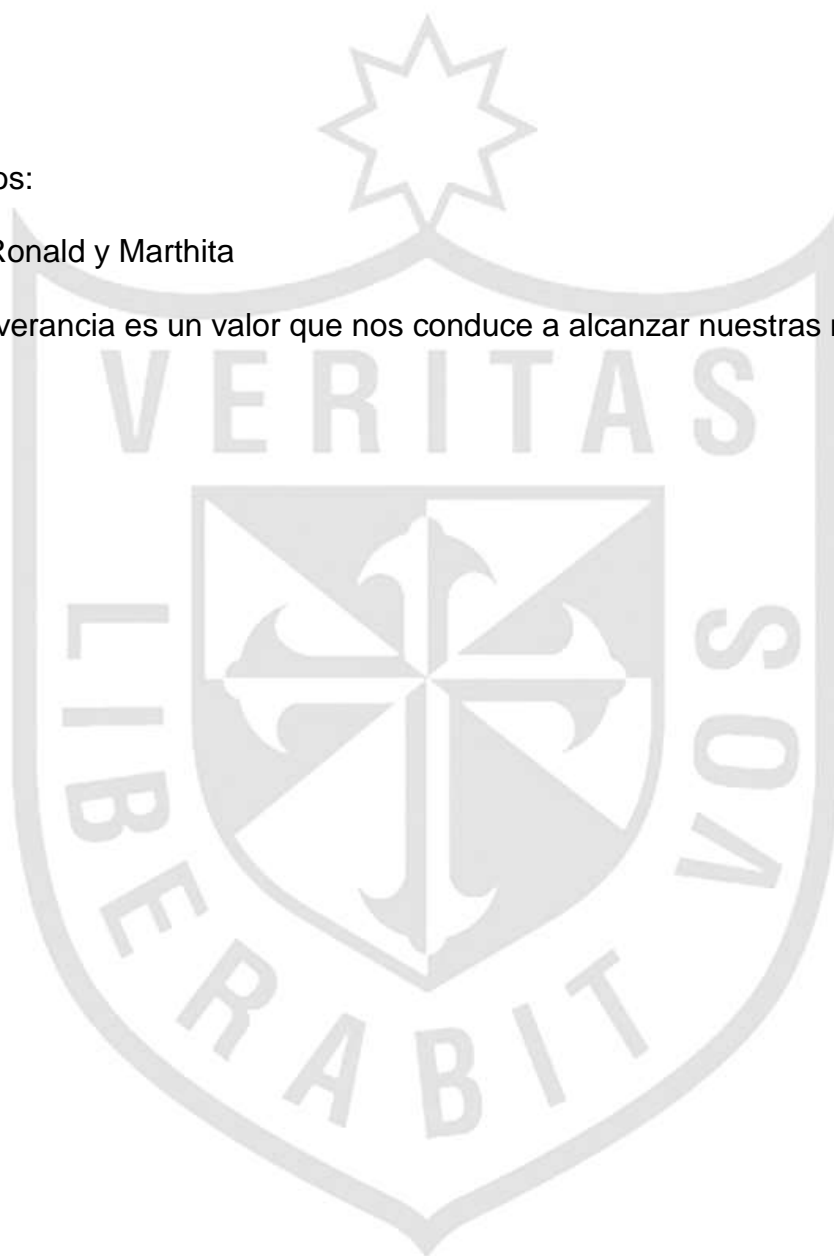 os:
Ronald y Marthita
verancia es un valor que nos conduce a alcanzar nuestras
VERITAS
LIBERABIT
VOS